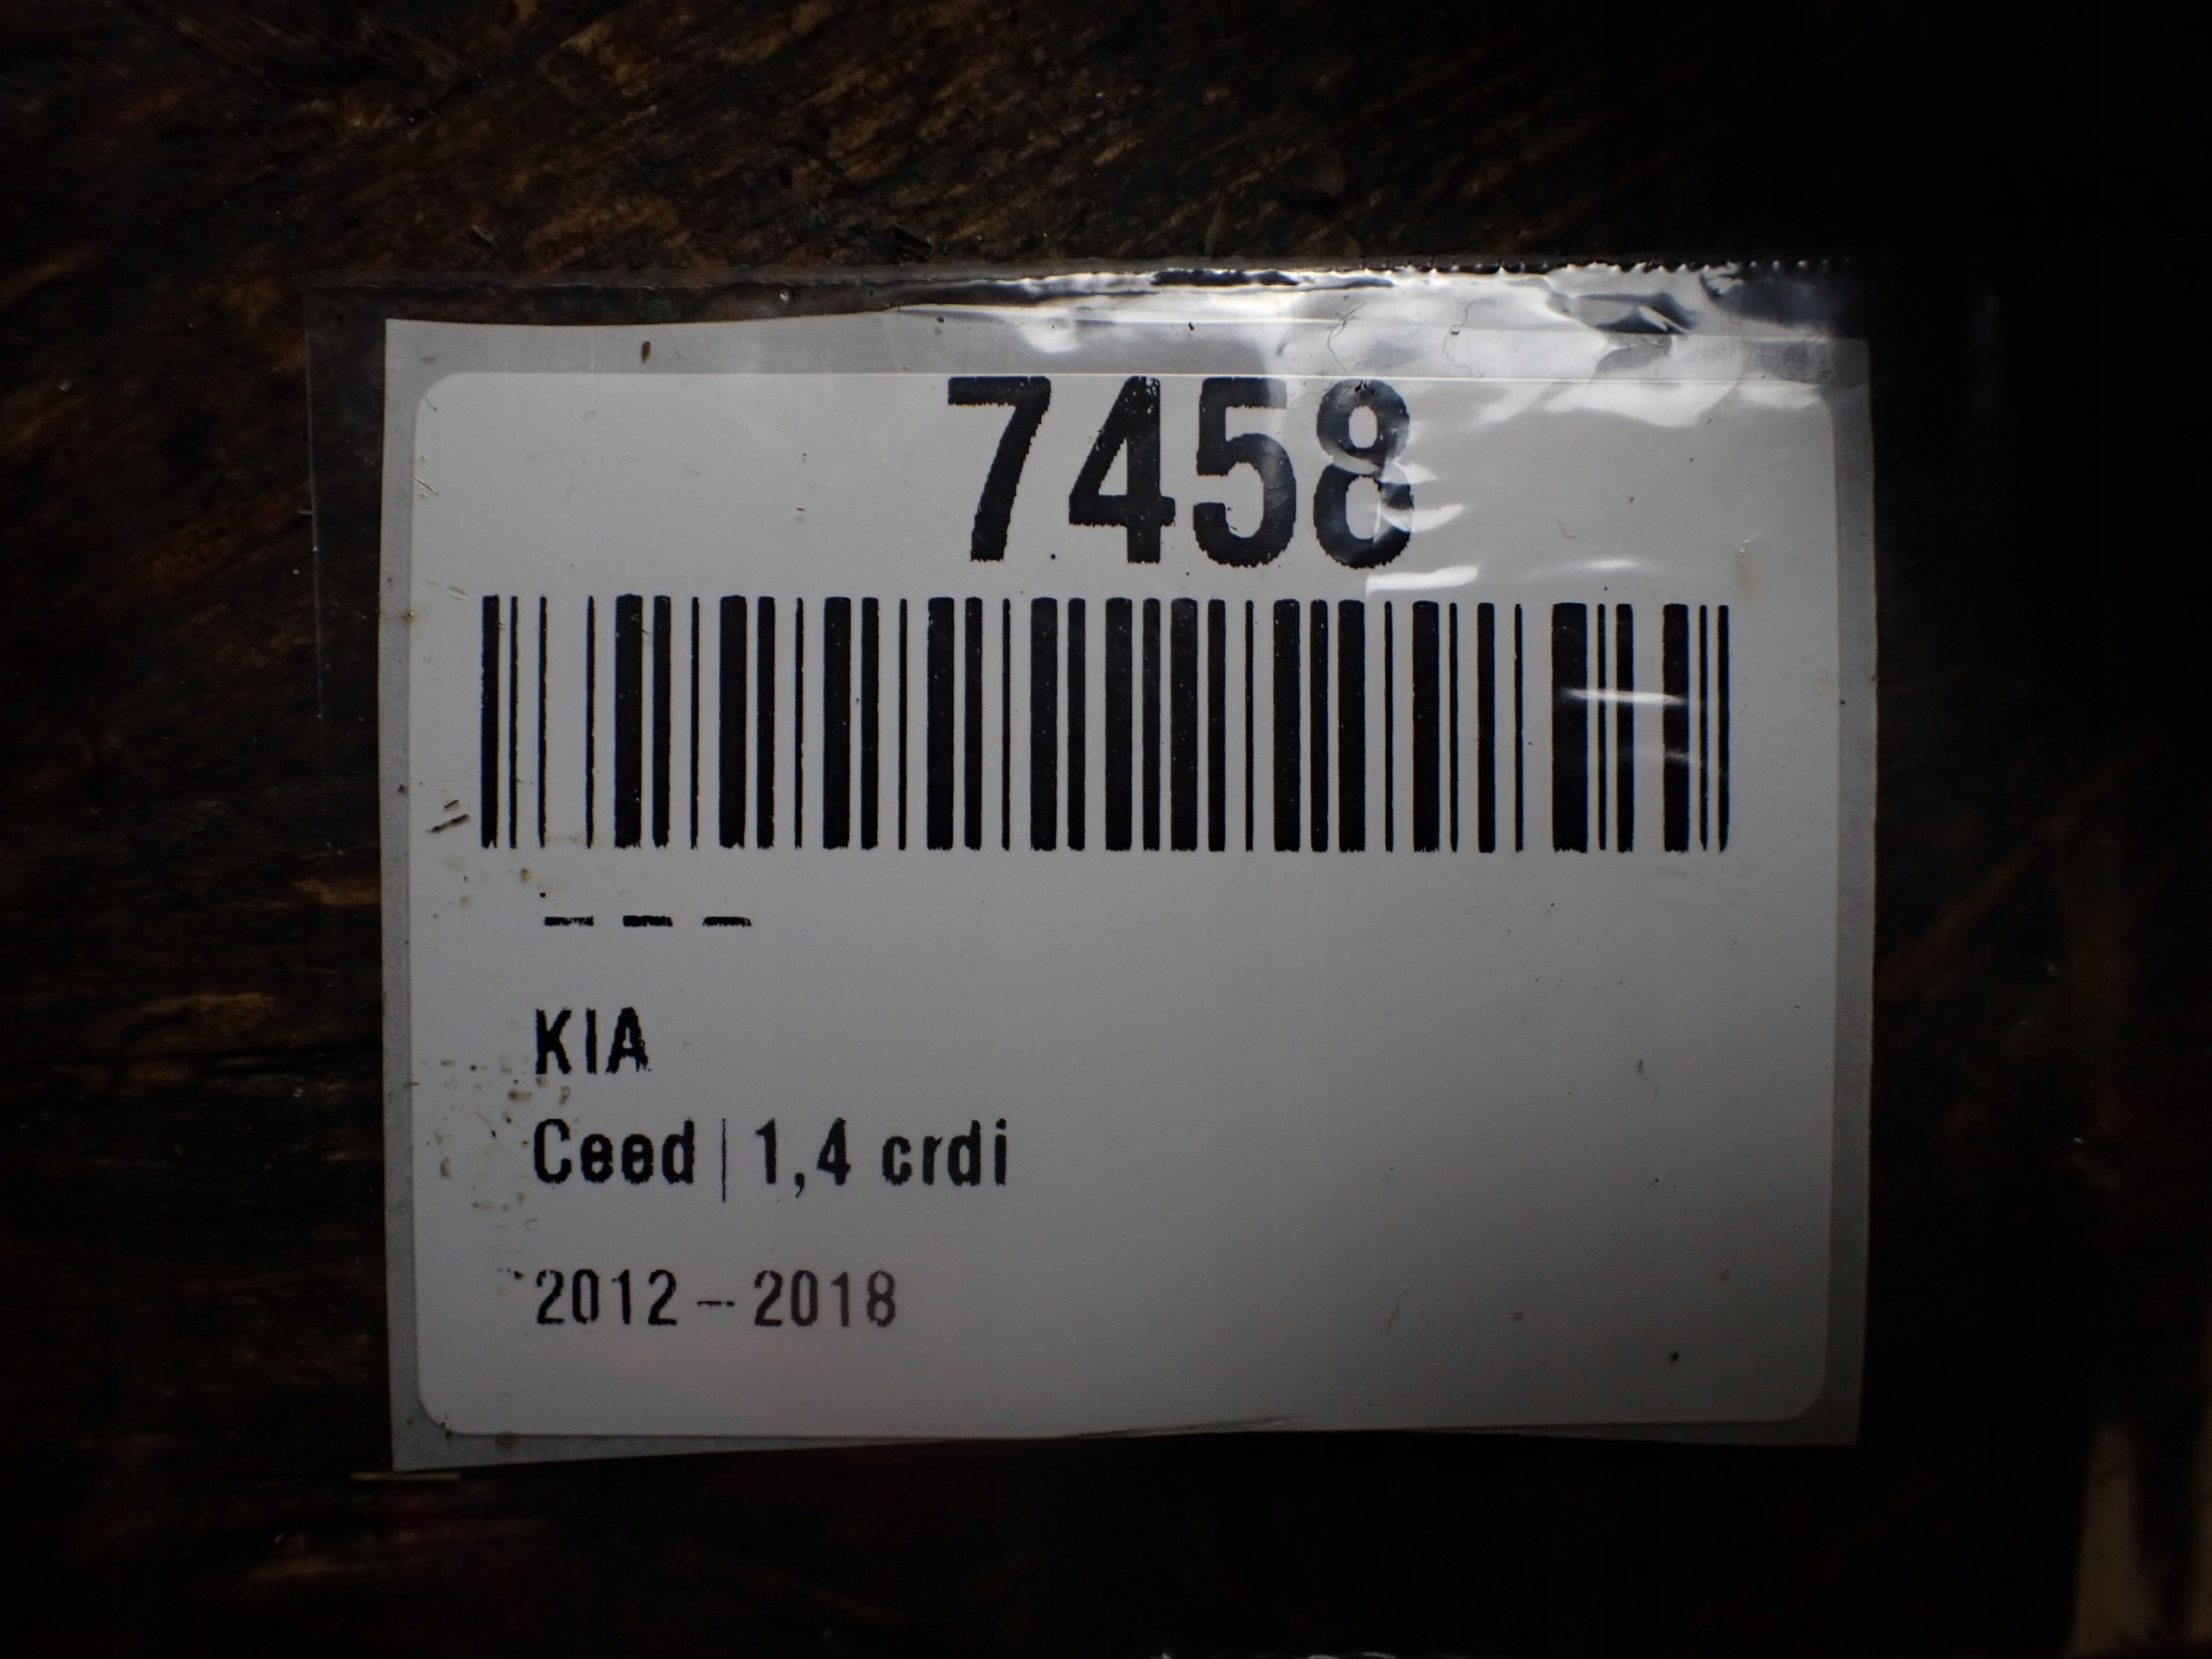 7458
– – –
KIA
Ceed | 1,4 crdi
2012 – 2018